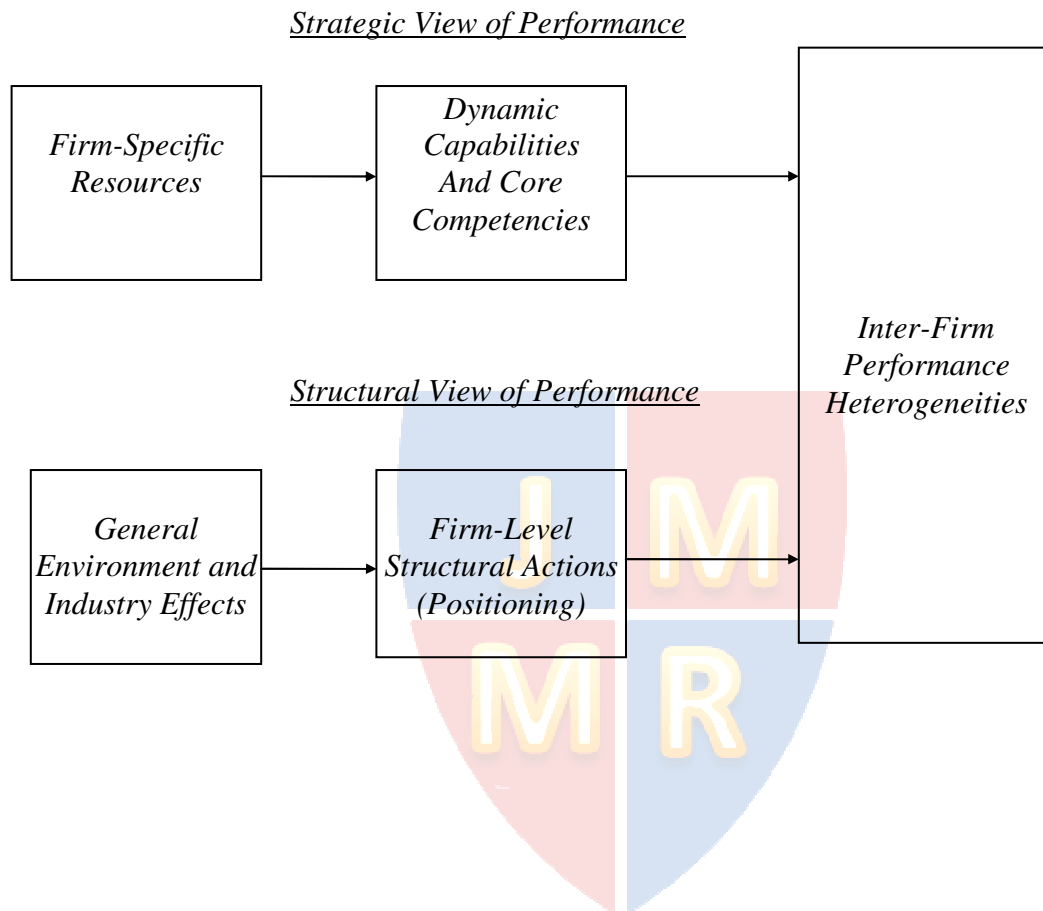 Strategic View of Performance
Firm-Specific
Resources
Dynamic
Capabilities
And Core
Competencies
Inter-Firm
Performance
Heterogeneities
Structural View of Performance
General
Environment and
Industry Effects
Firm-Level
Structural Actions
(Positioning)
J M
M R